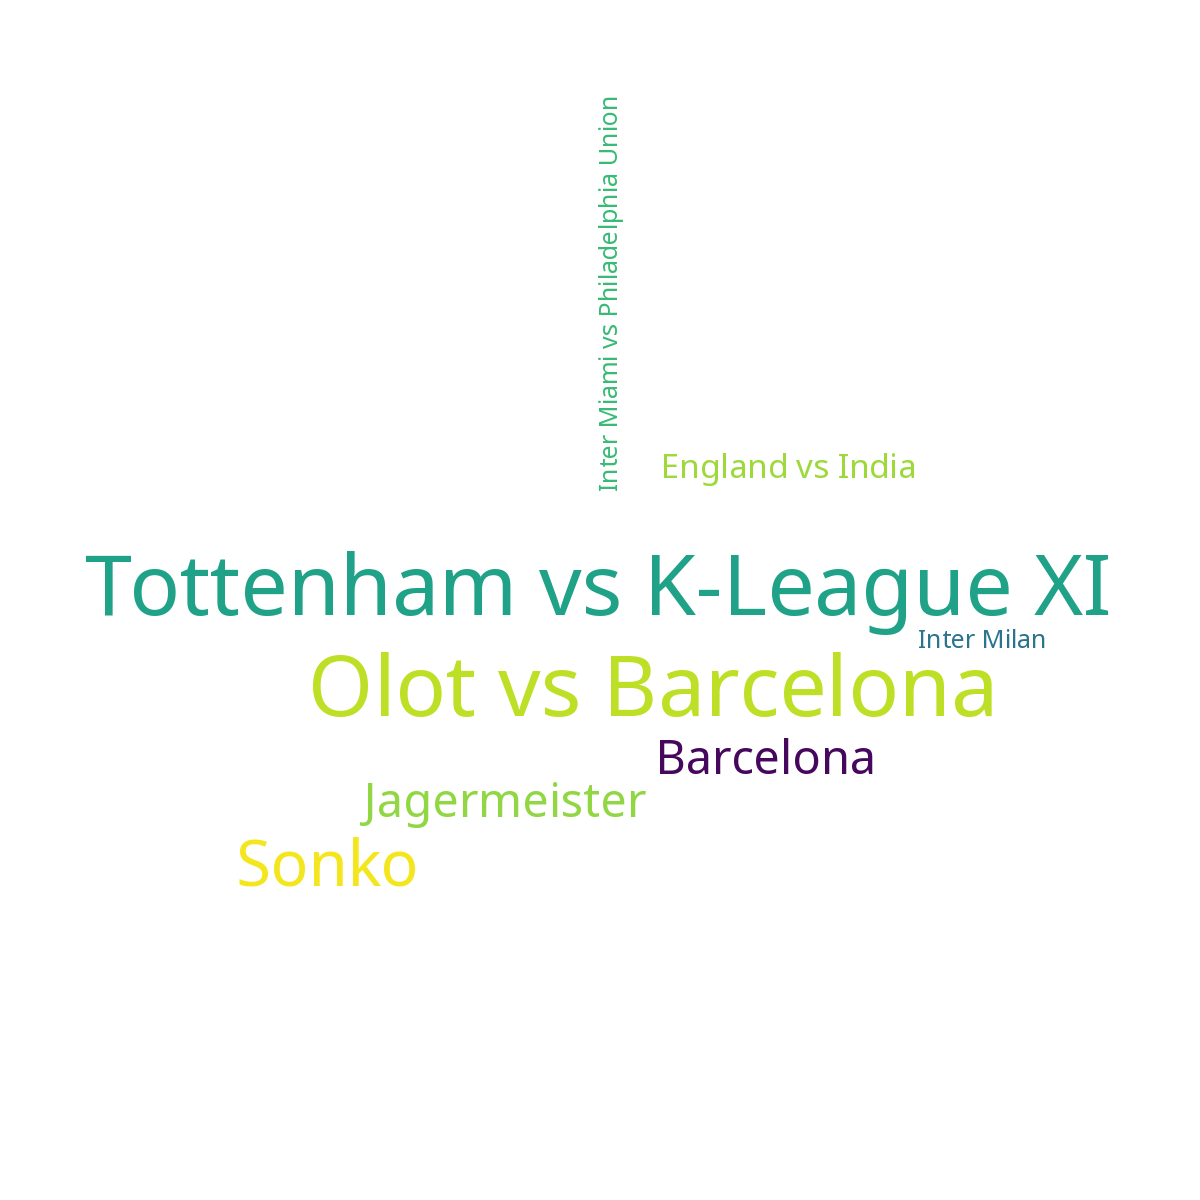 Inter Miami vs Philadelphia Union
England vs India
Tottenham vs K-League XI
Inter Milan
Olot vs Barcelona
Barcelona
Jagermeister
Sonko